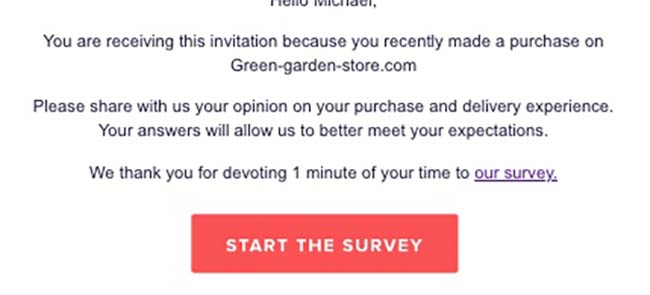 Hello Michael,
You are receiving this invitation because you recently made a purchase on
Green-garden-store.com
Please share with us your opinion on your purchase and delivery experience.
Your answers will allow us to better meet your expectations.
We thank you for devoting 1 minute of your time to our survey.
START THE SURVEY